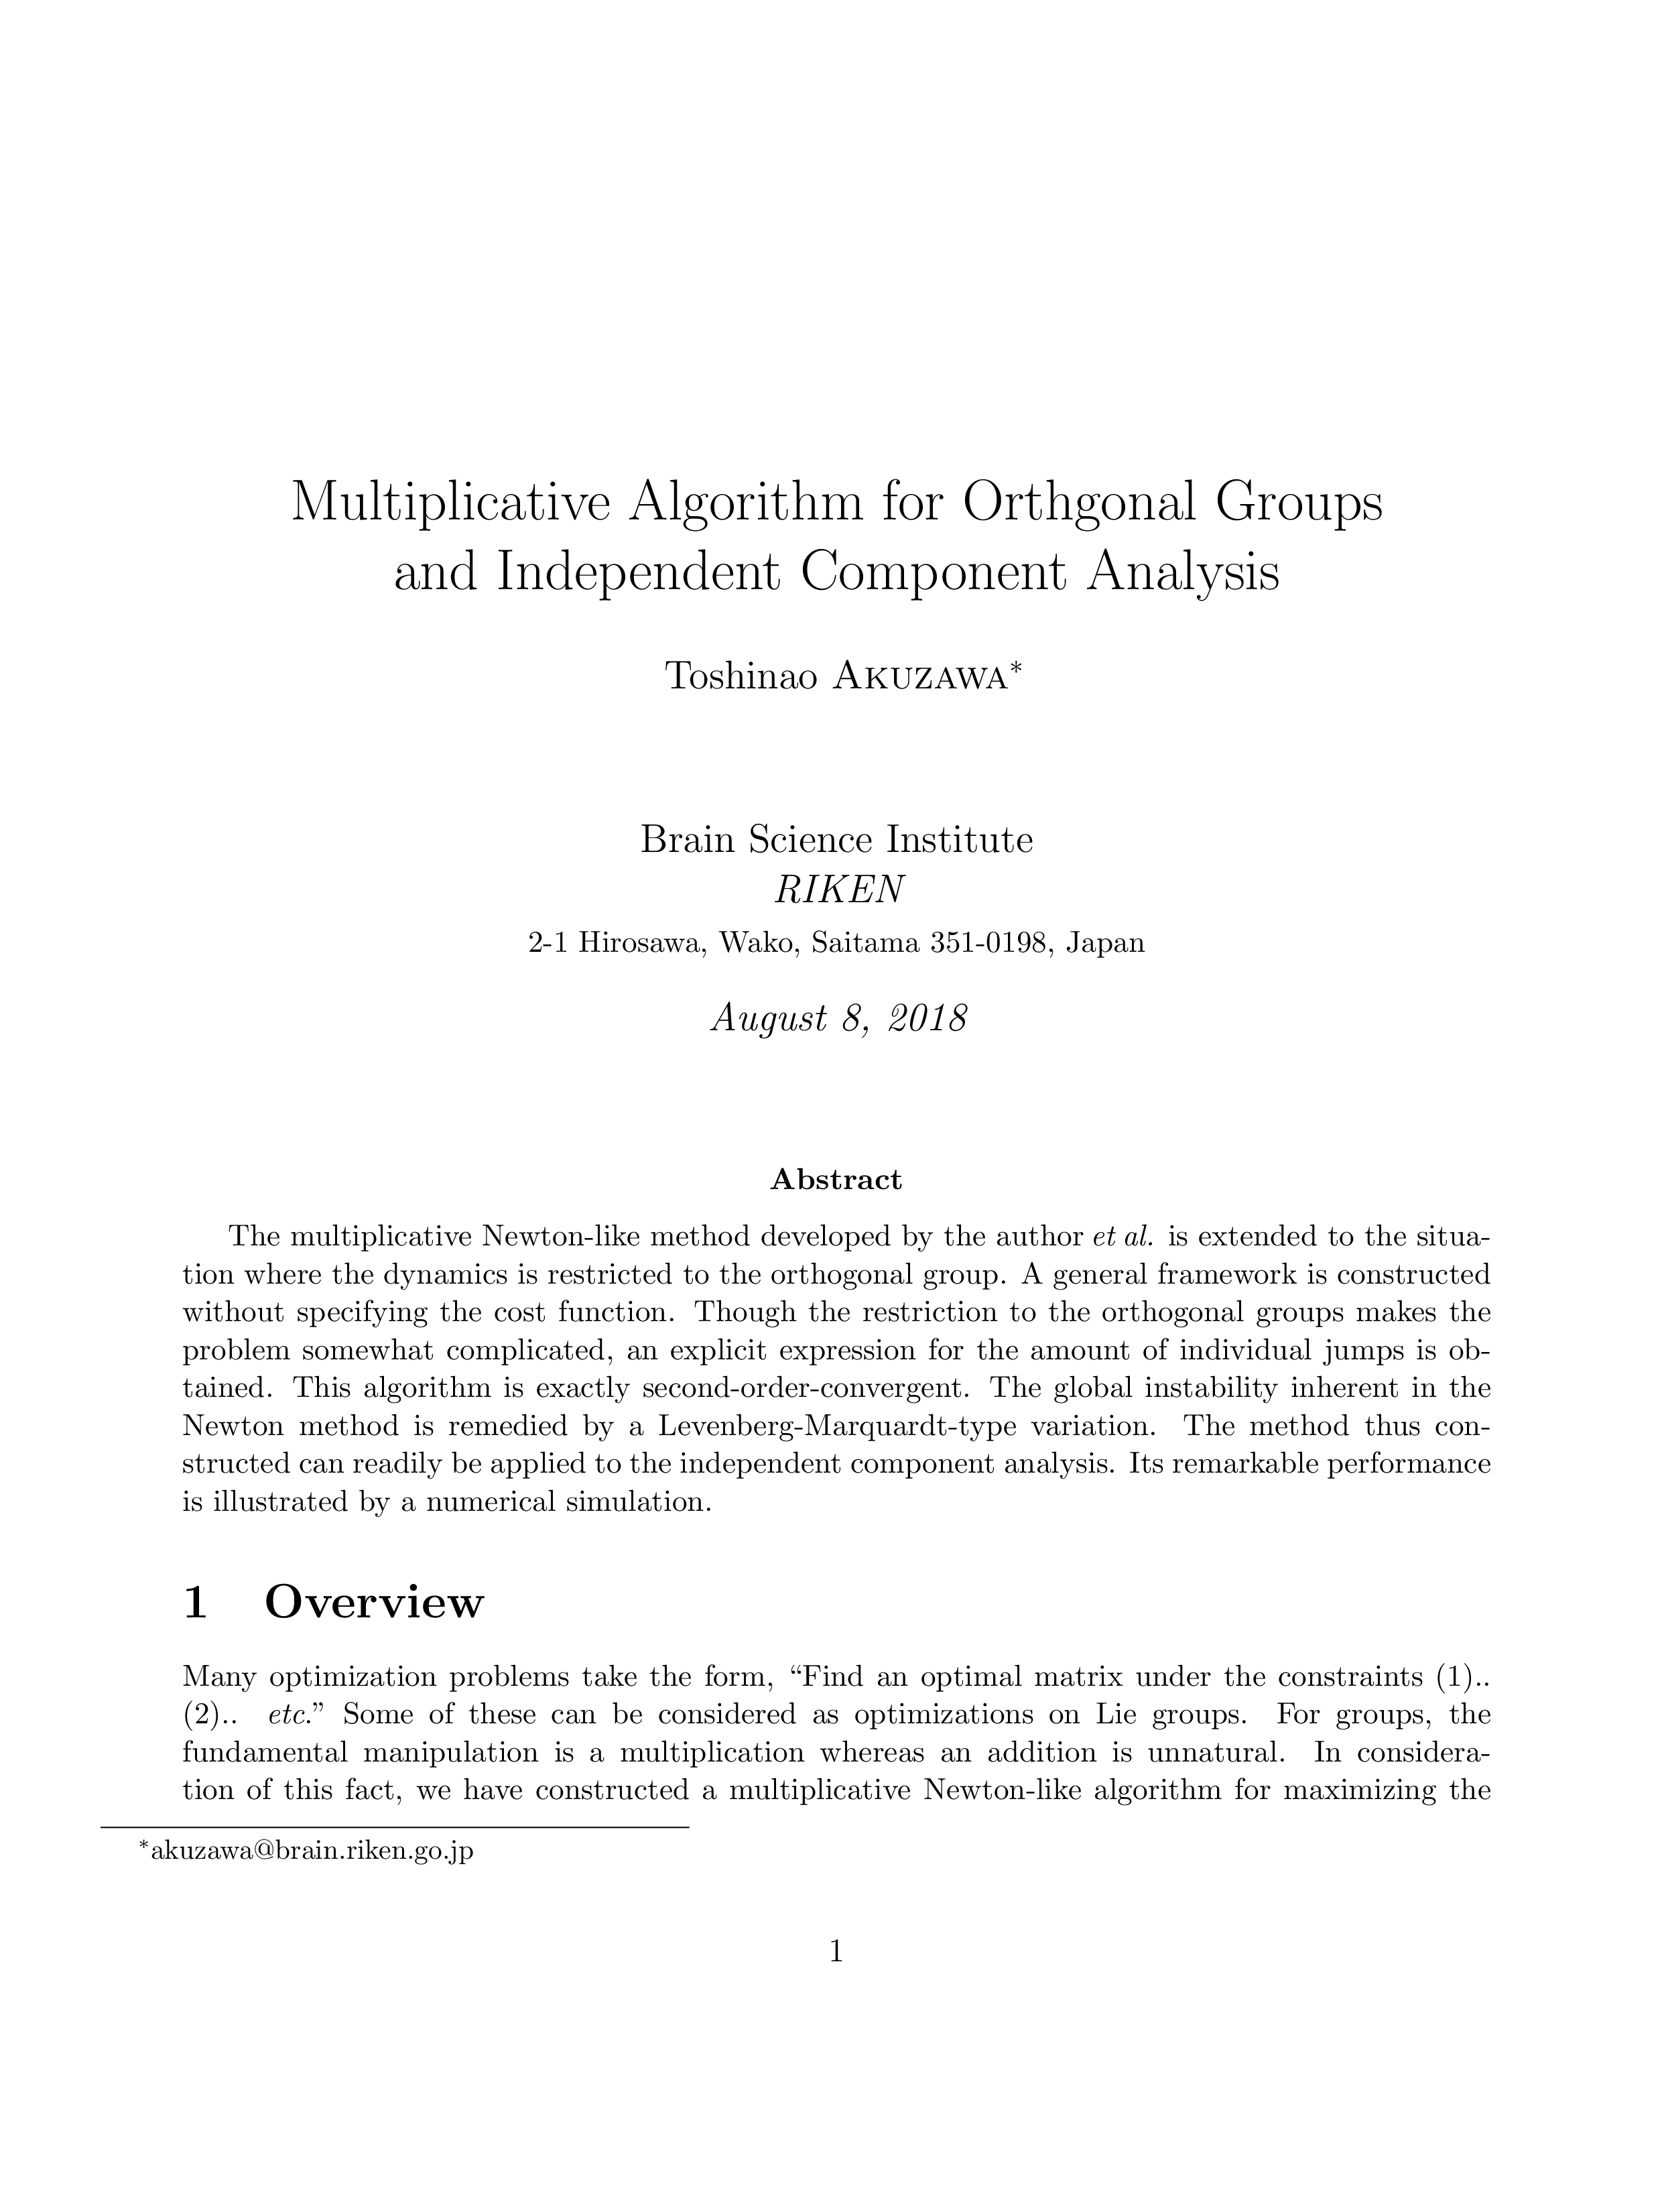 Multiplicative Algorithm for Orthgonal Groups
and Independent Component Analysis
Toshinao AKUZAWA*
Brain Science Institute
RIKEN
2-1 Hirosawa, Wako, Saitama 351-0198, Japan
August 8, 2018
Abstract
The multiplicative Newton-like method developed by the author et al. is extended to the situa-
tion where the dynamics is restricted to the orthogonal group. A general framework is constructed
without specifying the cost function. Though the restriction to the orthogonal groups makes the
problem somewhat complicated, an explicit expression for the amount of individual jumps is ob-
tained. This algorithm is exactly second-order-convergent. The global instability inherent in the
Newton method is remedied by a Levenberg-Marquardt-type variation. The method thus con-
structed can readily be applied to the independent component analysis. Its remarkable performance
is illustrated by a numerical simulation.
1 Overview
Many optimization problems take the form, “Find an optimal matrix under the constraints (1)..
(2).. etc.” Some of these can be considered as optimizations on Lie groups. For groups, the
fundamental manipulation is a multiplication whereas an addition is unnatural. In considera-
tion of this fact, we have constructed a multiplicative Newton-like algorithm for maximizing the
*akuzawa@brain.riken.go.jp
1